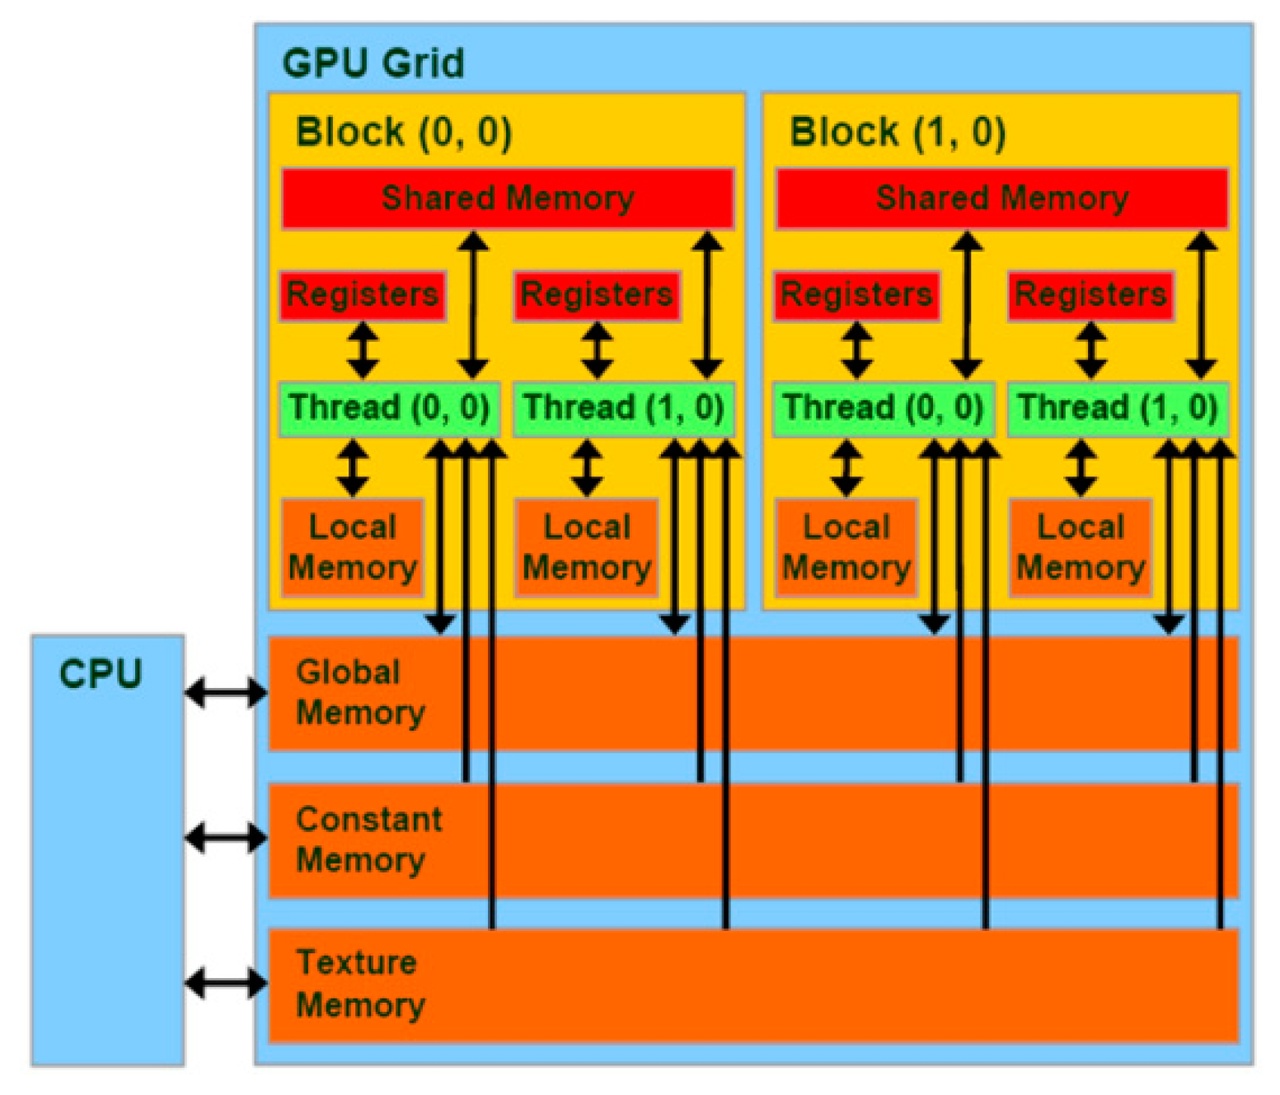 GPU Grid
Block (0, 0)
Shared Memory
Registers
Registers
Thread (0, 0)
Thread (1, 0)
Local
Memory
Local
Memory
Block (1, 0)
Shared Memory
Registers
Registers
Thread (0, 0)
Thread (1, 0)
Local
Memory
Local
Memory
CPU
Global
Memory
Constant
Memory
Texture
Memory